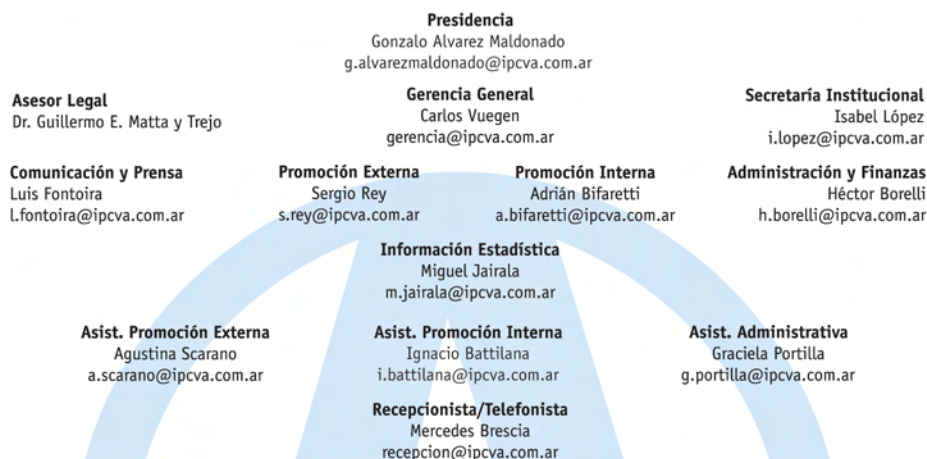 Presidencia
Gonzalo Alvarez Maldonado
g.alvarezmaldonado@ipcva.com.ar
Asesor Legal
Dr. Guillermo E. Matta y Trejo
Gerencia General
Carlos Vuegen
gerencia@ipcva.com.ar
Secretaría Institucional
Isabel López
i.lopez@ipcva.com.ar
Comunicación y Prensa
Luis Fontoira
l.fontoira@ipcva.com.ar
Promoción Externa
Sergio Rey
s.rey@ipcva.com.ar
Promoción Interna
Adrián Bifaretti
a.bifaretti@ipcva.com.ar
Administración y Finanzas
Héctor Borelli
h.borelli@ipcva.com.ar
Información Estadística
Miguel Jairala
m.jairala@ipcva.com.ar
Asist. Promoción Externa
Agustina Scarano
a.scarano@ipcva.com.ar
Asist. Promoción Interna
Ignacio Battilana
i.battilana@ipcva.com.ar
Asist. Administrativa
Graciela Portilla
g.portilla@ipcva.com.ar
Recepcionista/Telefonista
Mercedes Brescia
recepcion@ipcva.com.ar